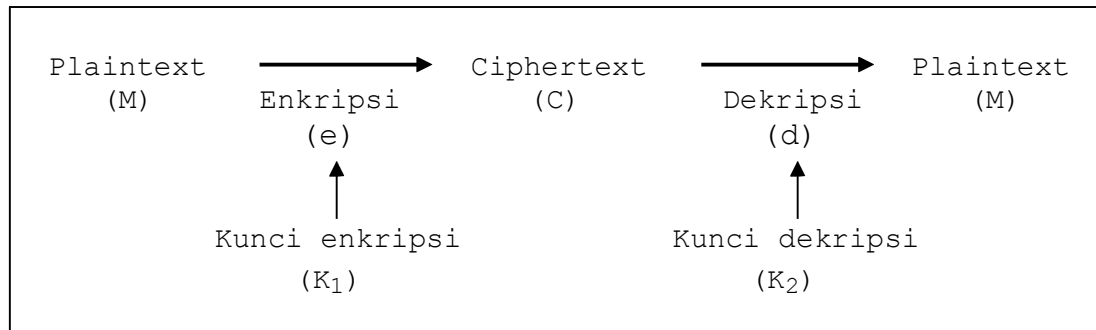 Plaintext Ciphertext Plaintext
(M) Enkripsi (C) Dekripsi (M)
(e) (d)
Kunci enkripsi Kunci dekripsi
(K₁) (K₂)